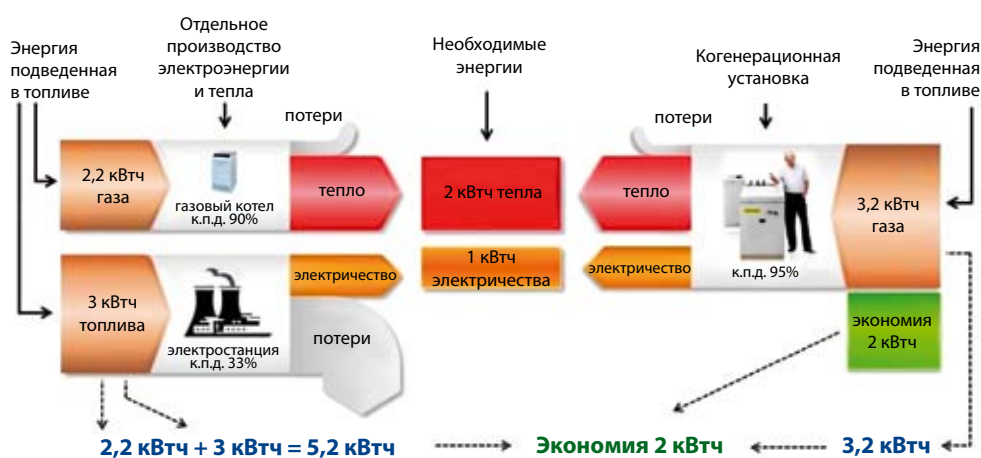 Энергия
подведенная
в топливе
Отдельное
производство
электроэнергии
и тепла
Необходимые
энергии
Когенерационная
установка
Энергия
подведенная
в топливе
потери
потери
2,2 кВтч
газа
газовый котел
к.п.д. 90%
тепло
2 кВтч тепла
тепло
к.п.д. 95%
3,2 кВтч
газа
3 кВтч
топлива
электростанция
к.п.д. 33%
электричество
потери
1 кВтч
электричества
электричество
экономия
2 кВтч
2,2 кВтч + 3 кВтч = 5,2 кВтч
Экономия 2 кВтч
3,2 кВтч